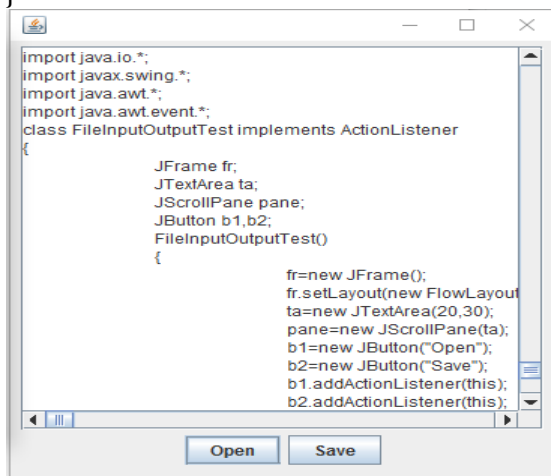 import java.io.*;
import javax.swing.*;
import java.awt.*;
import java.awt.event.*;
class FileInputOutputTest implements ActionListener
{
JFrame fr;
JTextArea ta;
JScrollPane pane;
JButton b1,b2;
FileInputOutputTest()
{
fr=new JFrame();
fr.setLayout(new FlowLayout
ta=new JTextArea(20,30);
pane=new JScrollPane(ta);
b1=new JButton("Open");
b2=new JButton("Save");
b1.addActionListener(this);
b2.addActionListener(this);
Open Save